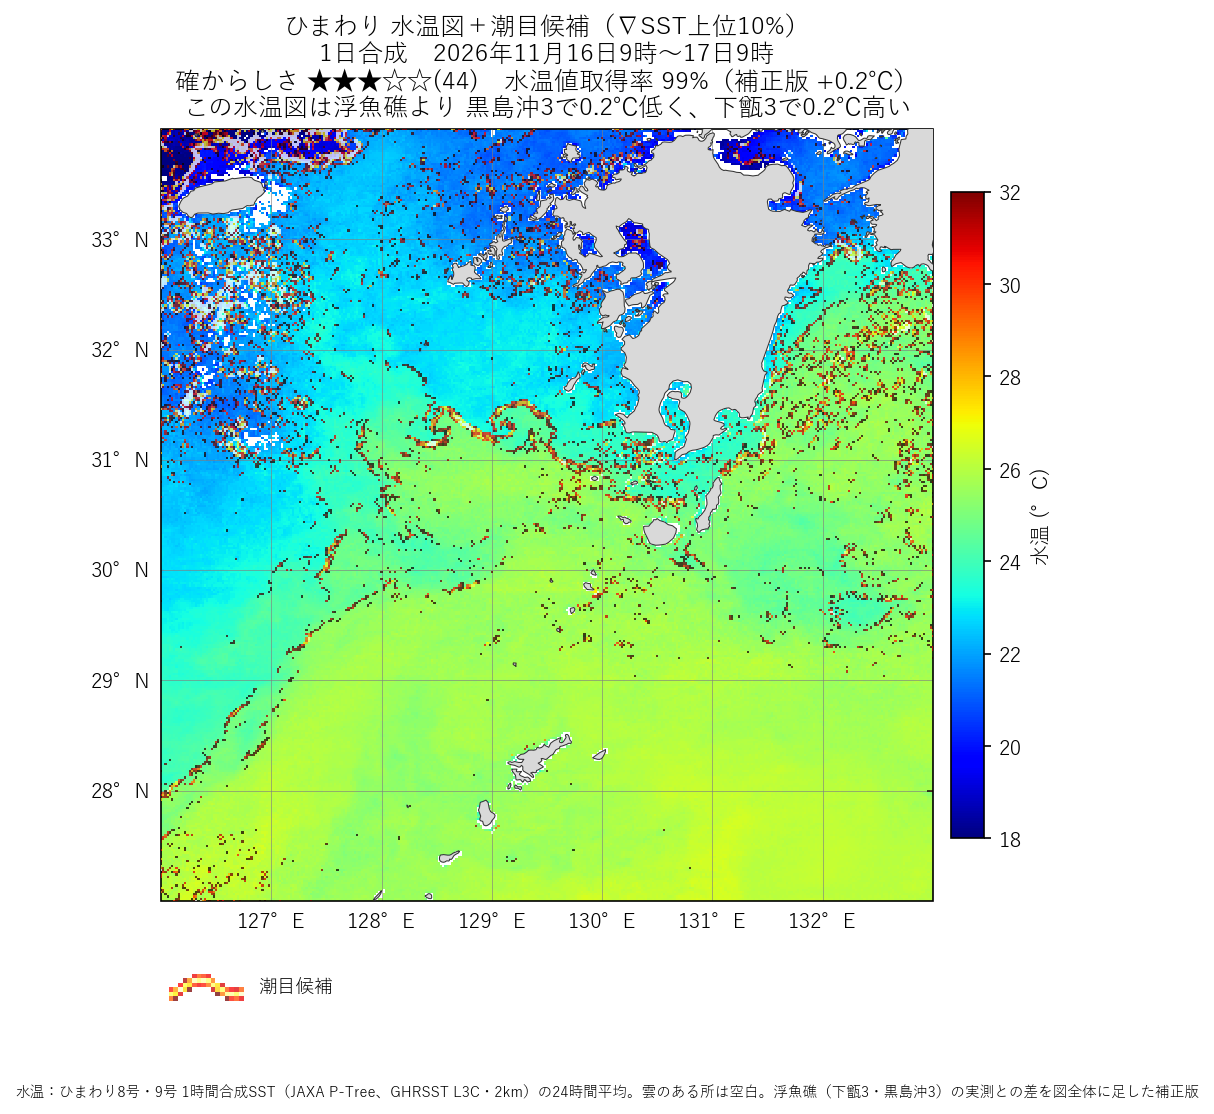 ひまわり 水温図＋潮目候補（∇SST上位10%）
1日合成　2026年11月16日9時～17日9時
確からしさ ★★★☆☆(44)　水温値取得率 99%（補正版 +0.2℃）
この水温図は浮魚礁より 黒島沖3で0.2℃低く、下甑3で0.2℃高い
33° N
32° N
31° N
30° N
29° N
28° N
127° E
128° E
129° E
130° E
131° E
132° E
32
30
28
26
24
22
20
18
水温 (° C)
潮目候補
水温：ひまわり8号・9号 1時間合成SST（JAXA P-Tree、GHRSST L3C・2km）の24時間平均。雲のある所は空白。浮魚礁（下甑3・黒島沖3）の実測との差を図全体に足した補正版